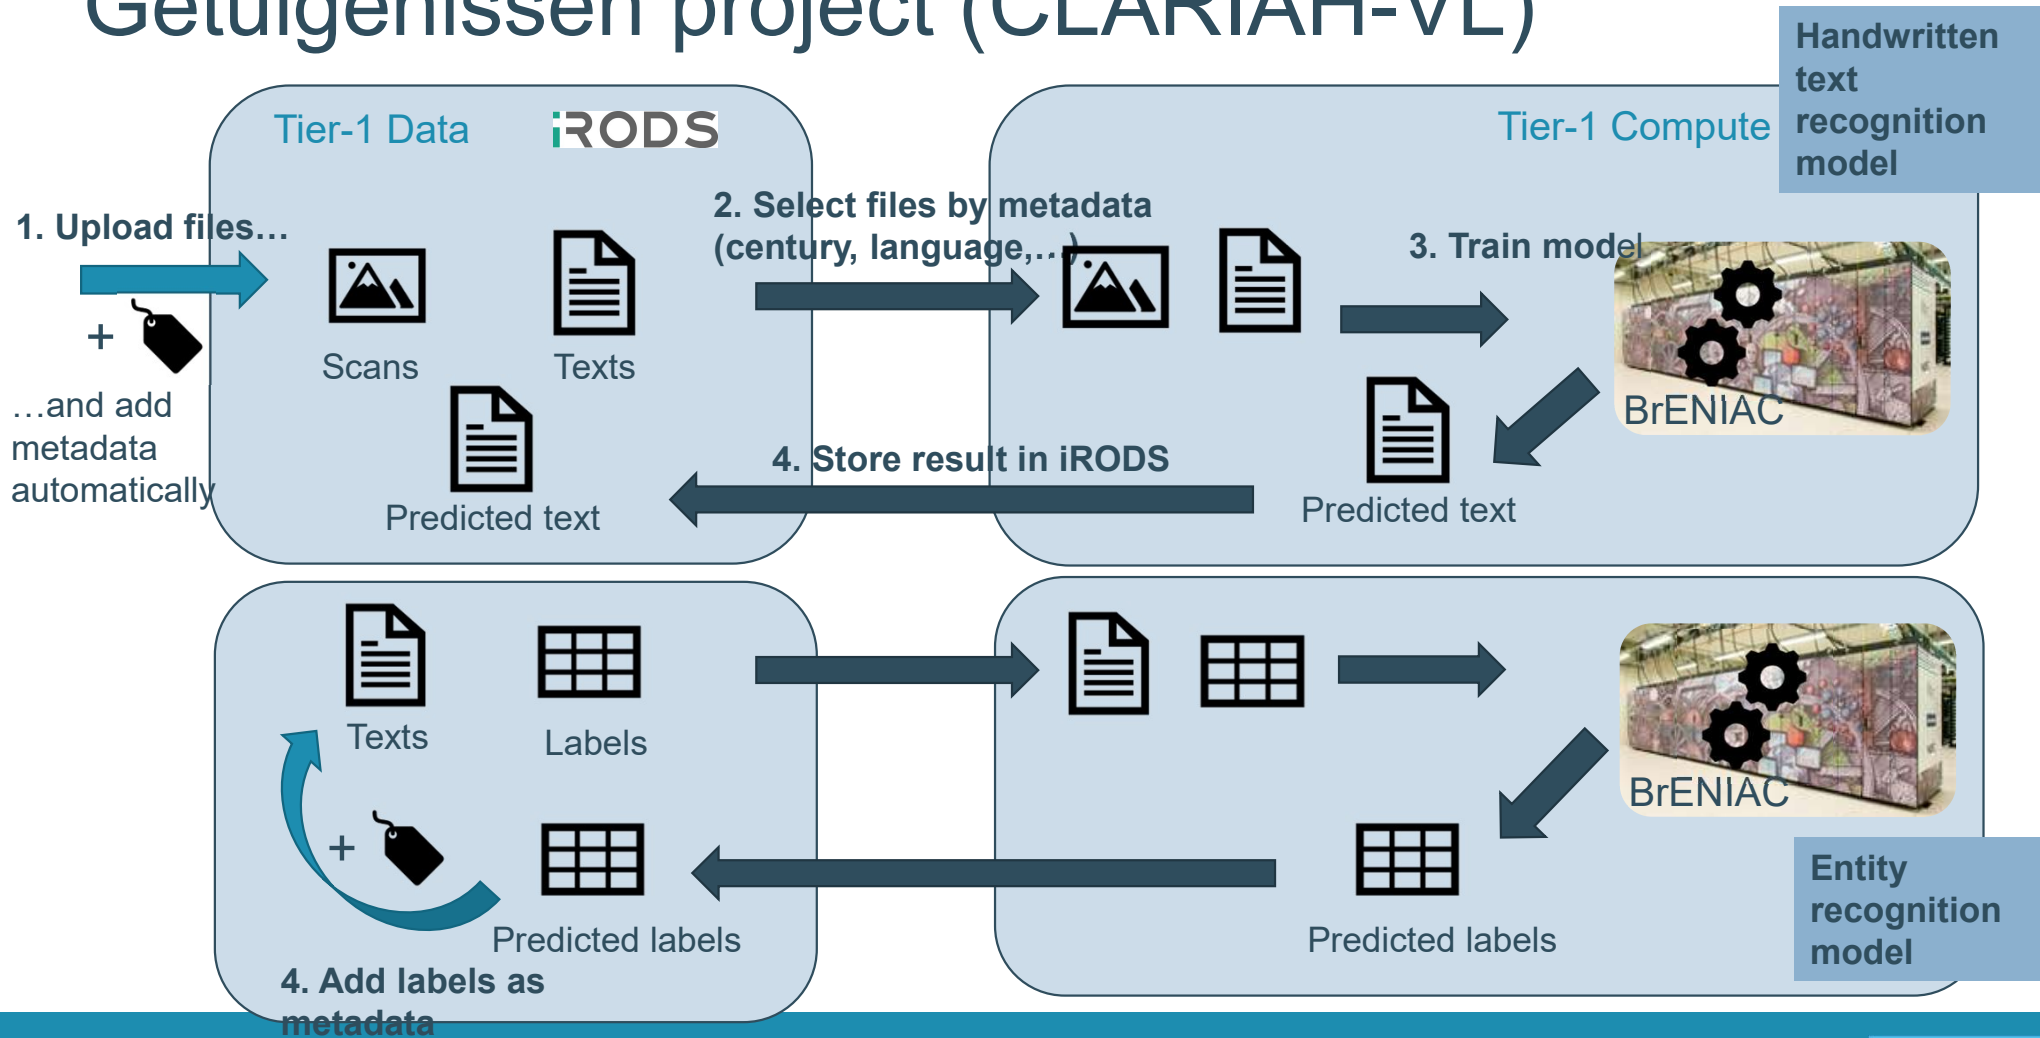 Getuigenissen project (CLARIAH-VL)
Handwritten
text
recognition
model
Tier-1 Data
iRODS
Tier-1 Compute
1. Upload files…
+
…and add
metadata
automatically
Scans
Texts
Predicted text
2. Select files by metadata
(century, language,…)
3. Train model
BrENIAC
Predicted text
4. Store result in iRODS
Texts
Labels
+
Predicted labels
4. Add labels as
metadata
BrENIAC
Predicted labels
Entity
recognition
model